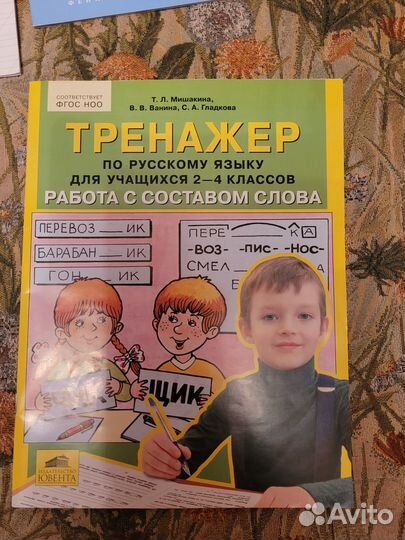 СООТВЕТСТВУЕТ
ФГОС НОО
Т. Л. Мишакина,
В. В. Ванина, С. А. Гладкова
ТРЕНАЖЕР
ПО РУССКОМУ ЯЗЫКУ
ДЛЯ УЧАЩИХСЯ 2—4 КЛАССОВ
РАБОТА С СОСТАВОМ СЛОВА
ПЕРЕВОЗ ИК
БАРАБАН ИК
ГОН ИК
ПЕРЕ К А
-ВОЗ- -ПИС- -НОС-
СМЕЛ А
ЩИК
ИЗДАТЕЛЬСТВО
ЮВЕНТА
Avito